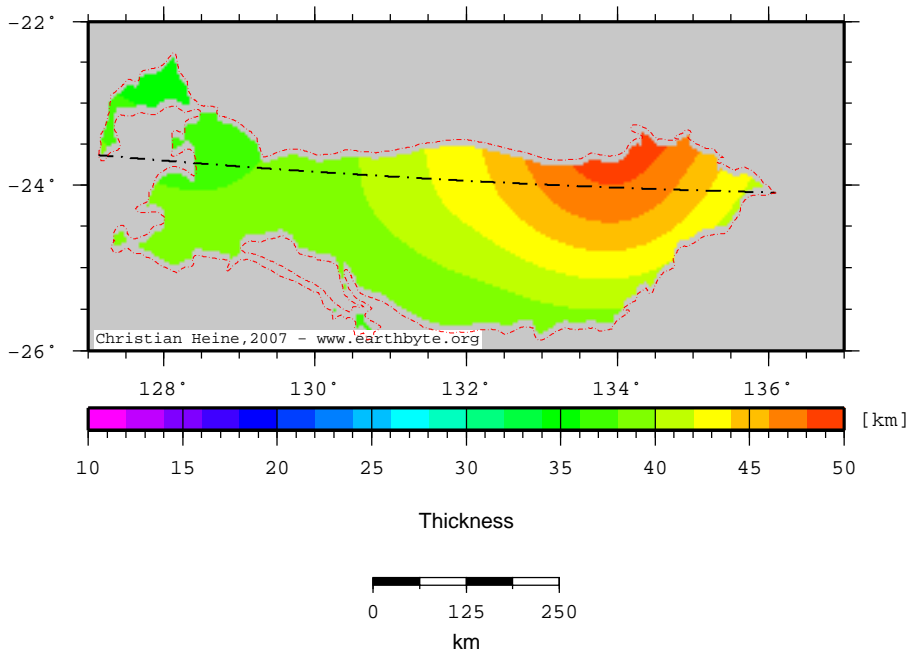 −22°
−24°
−26°
Christian Heine,2007 - www.earthbyte.org
128° 130° 132° 134° 136°
[km]
10 15 20 25 30 35 40 45 50
Thickness
0 125 250
km